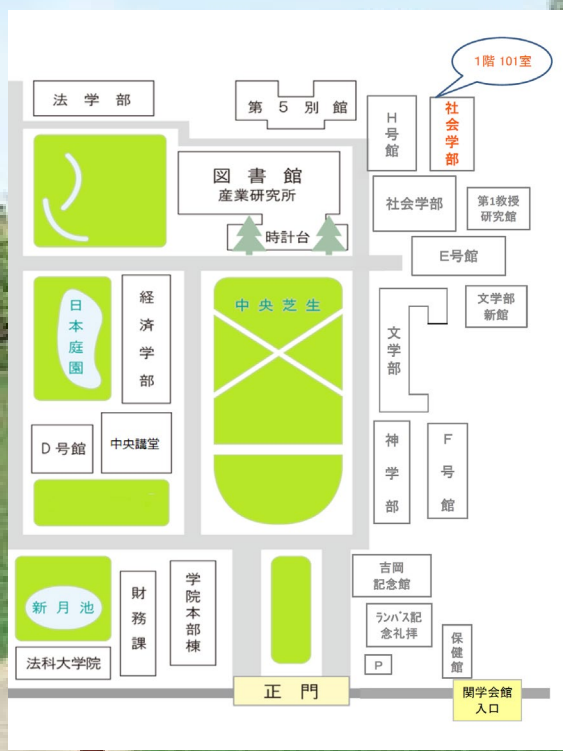 1階 101室
法学部
第5別館
H号館
社会学部
図書館
産業研究所
社会学部
第1教授
研究館
時計台
E号館
日本庭園
経済学部
中央芝生
文学部
文学部
新館
D号館
中央講堂
神学部
F号館
新月池
財務課
学院本部棟
吉岡
記念館
ランバス記
念礼拝
保健館
法科大学院
P
正門
関学会館
入口